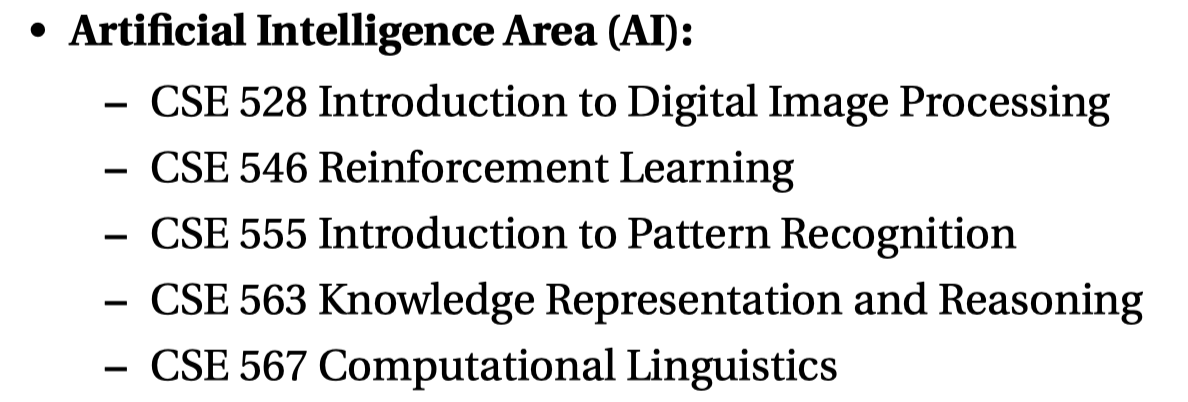 • Artificial Intelligence Area (AI):
– CSE 528 Introduction to Digital Image Processing
– CSE 546 Reinforcement Learning
– CSE 555 Introduction to Pattern Recognition
– CSE 563 Knowledge Representation and Reasoning
– CSE 567 Computational Linguistics